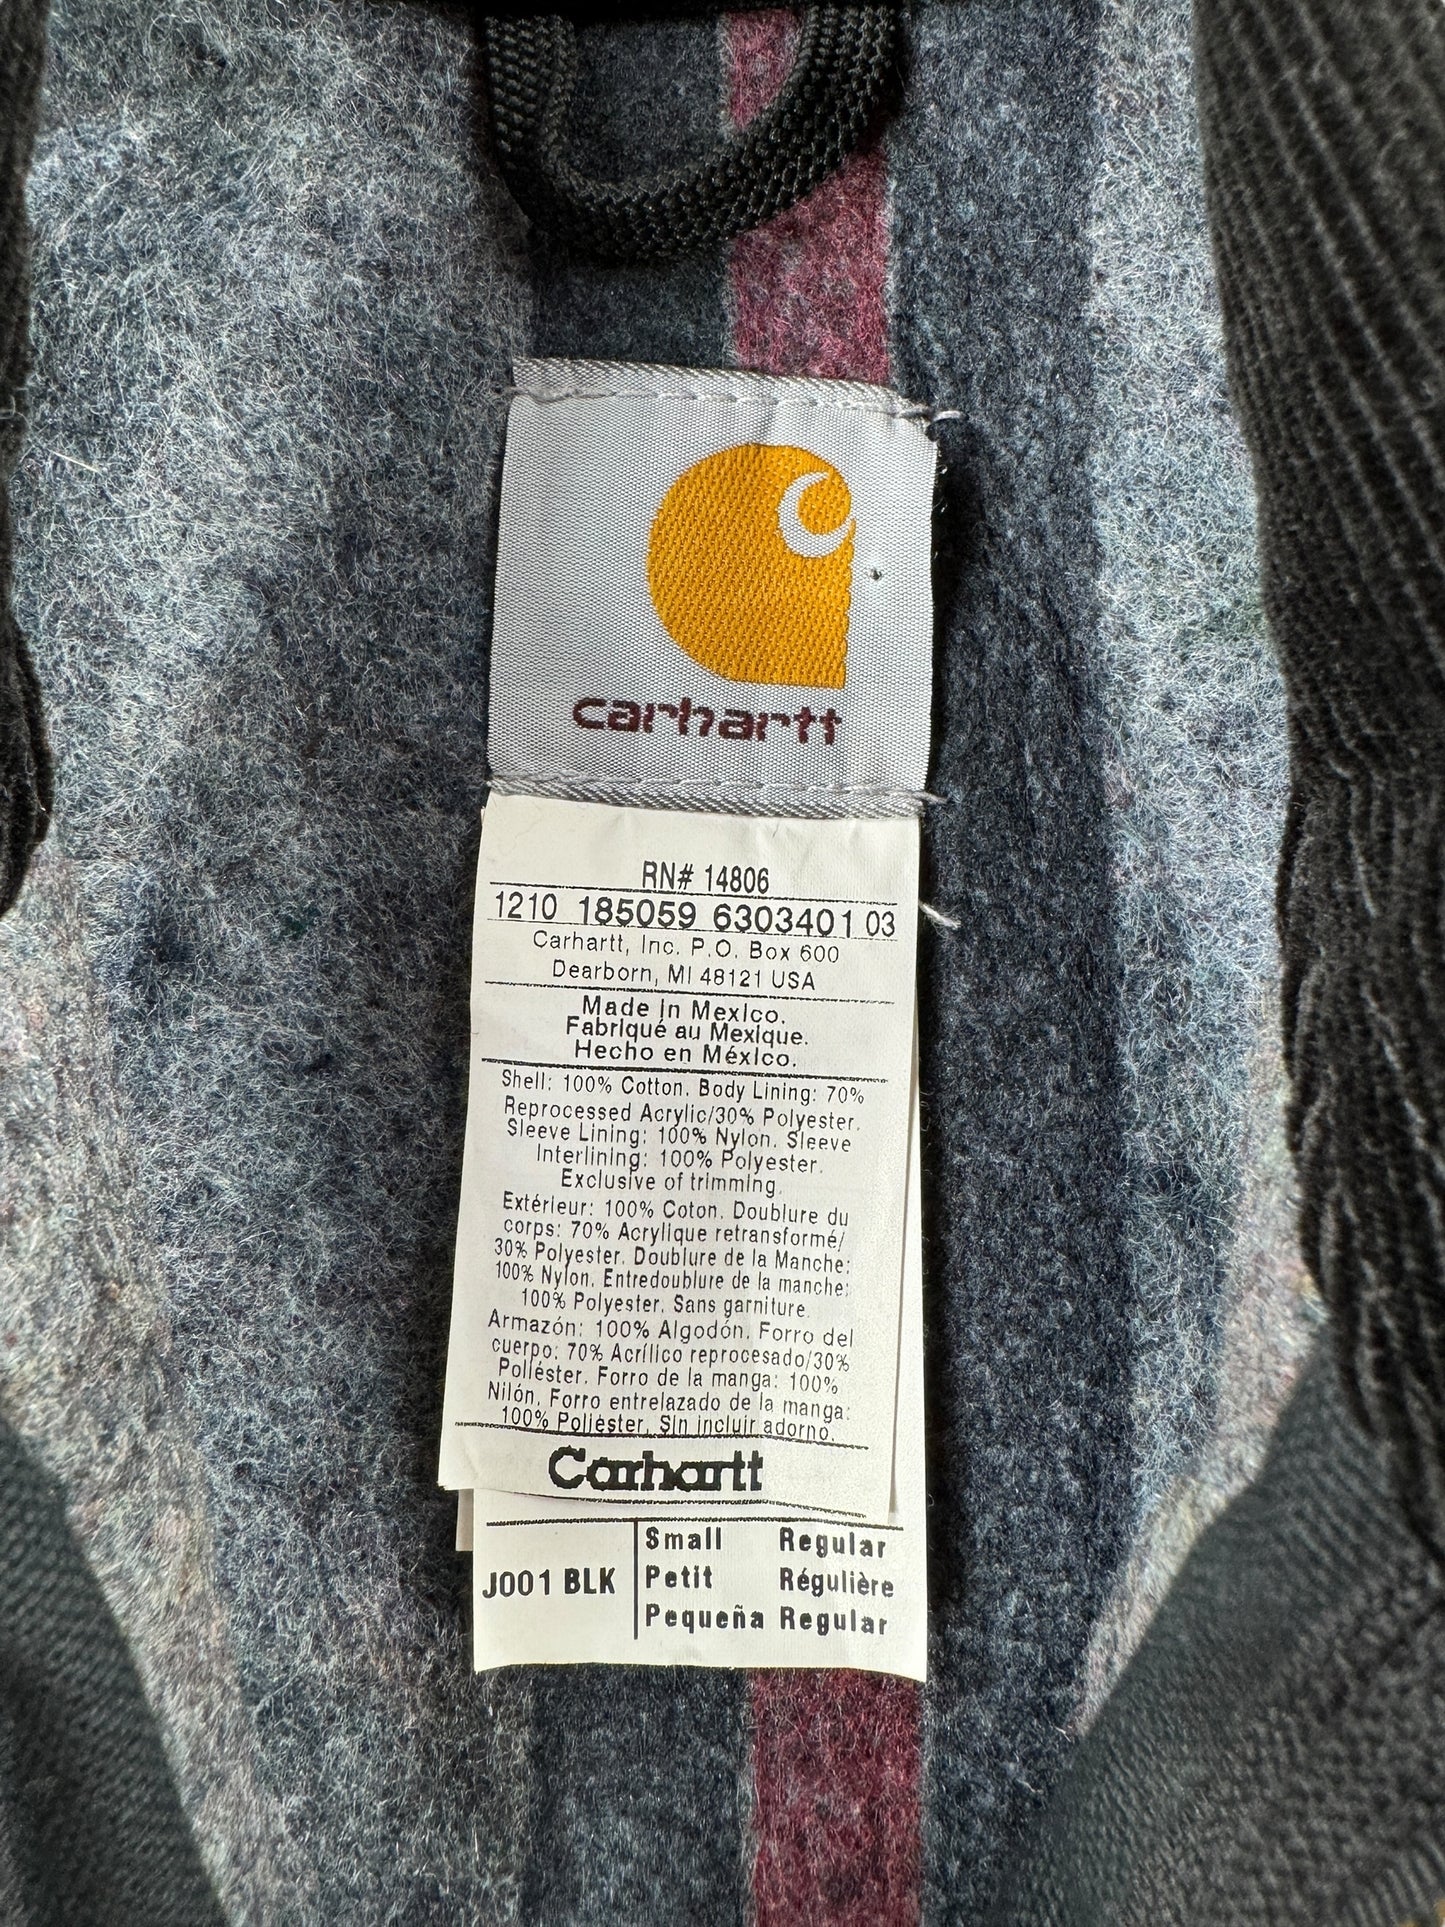 carhartt
RN# 14806
1210 185059 6303401 03
Carhartt, Inc. P.O. Box 600
Dearborn, MI 48121 USA
Made in Mexico.
Fabriqué au Mexique.
Hecho en México.
Shell: 100% Cotton. Body Lining: 70%
Reprocessed Acrylic/30% Polyester.
Sleeve Lining: 100% Nylon. Sleeve
Interlining: 100% Polyester.
Exclusive of trimming.
Extérieur: 100% Coton. Doublure du
corps: 70% Acrylique retransformé/
30% Polyester. Doublure de la Manche:
100% Nylon. Entredoublure de la manche:
100% Polyester. Sans garniture.
Armazón: 100% Algodón. Forro del
cuerpo: 70% Acrílico reprocesado/30%
Poliéster. Forro de la manga: 100%
Nilón. Forro entrelazado de la manga:
100% Poliéster. Sin incluir adorno.
Carhartt
J001 BLK
Small Regular
Petit Régulière
Pequeña Regular